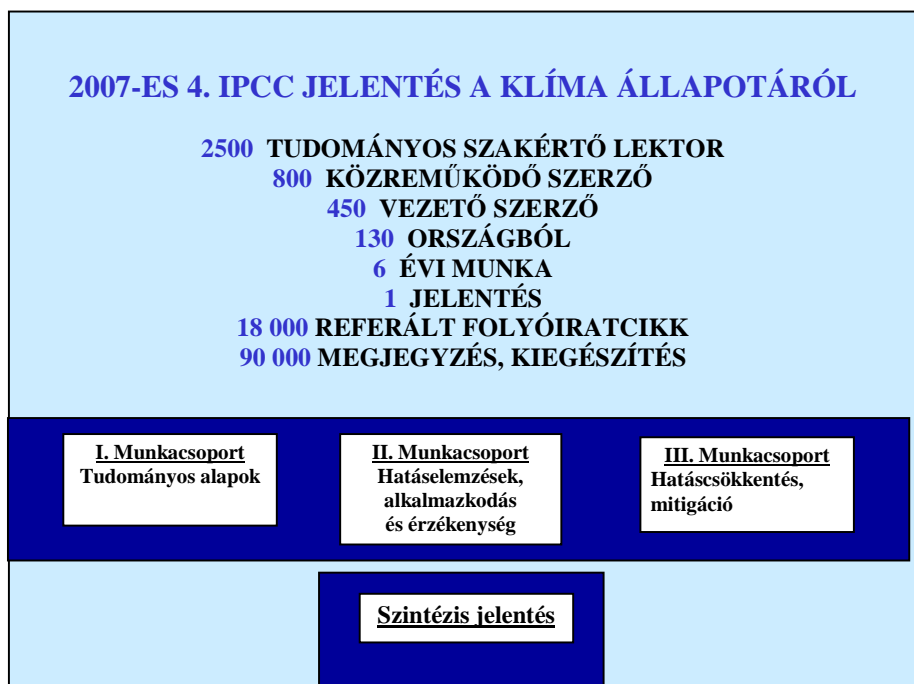 2007-ES 4. IPCC JELENTÉS A KLÍMA ÁLLAPOTÁRÓL
2500 TUDOMÁNYOS SZAKÉRTŐ LEKTOR
800 KÖZREMŰKÖDŐ SZERZŐ
450 VEZETŐ SZERZŐ
130 ORSZÁGBÓL
6 ÉVI MUNKA
1 JELENTÉS
18 000 REFERÁLT FOLYÓIRATCIKK
90 000 MEGJEGYZÉS, KIEGÉSZÍTÉS
I. Munkacsoport
Tudományos alapok
II. Munkacsoport
Hatáselemzések,
alkalmazkodás
és érzékenység
III. Munkacsoport
Hatáscsökkentés,
mitigáció
Szintézis jelentés